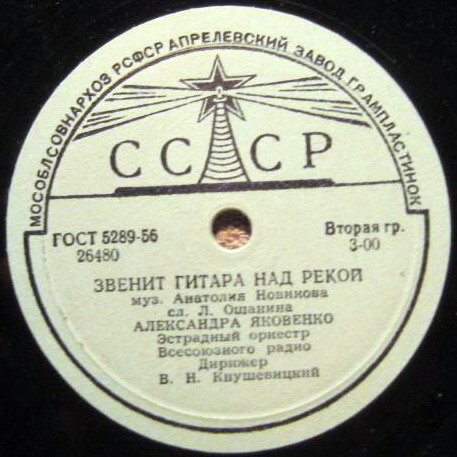 МОСОБЛСОВНАРХОЗ РСФСР АПРЕЛЕВСКИЙ ЗАВОД ГРАМПЛАСТИНОК
СССР
ГОСТ 5289-56
26480
Вторая гр.
3-00
ЗВЕНИТ ГИТАРА НАД РЕКОЙ
муз. Анатолия Новикова
сл. Л. Ошанина
АЛЕКСАНДРА ЯКОВЕНКО
Эстрадный оркестр
Всесоюзного радио
Дирижер
В. Н. Кнушевицкий